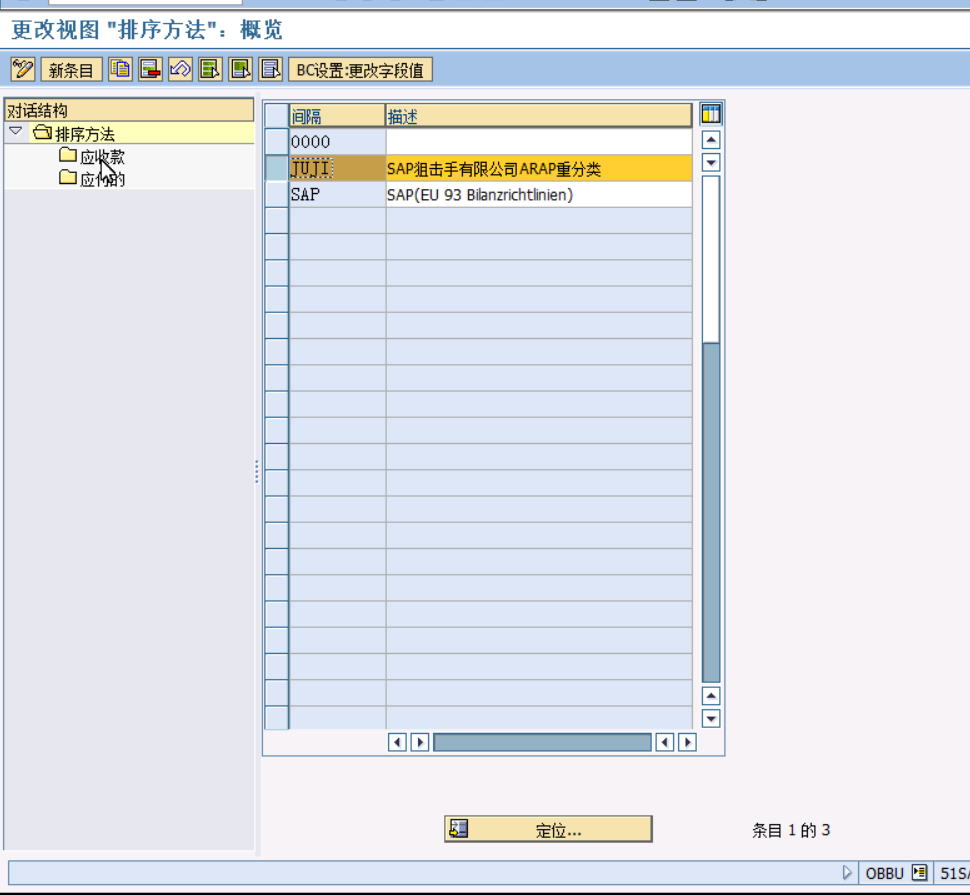 更改视图 "排序方法": 概览
新条目
BC设置:更改字段值
对话结构
排序方法
应收款
间隔 描述
0000
JUJI SAP狙击手有限公司ARAP重分类
SAP SAP(EU 93 Bilanzrichtlinien)
定位...
条目 1 的 3
OBBU